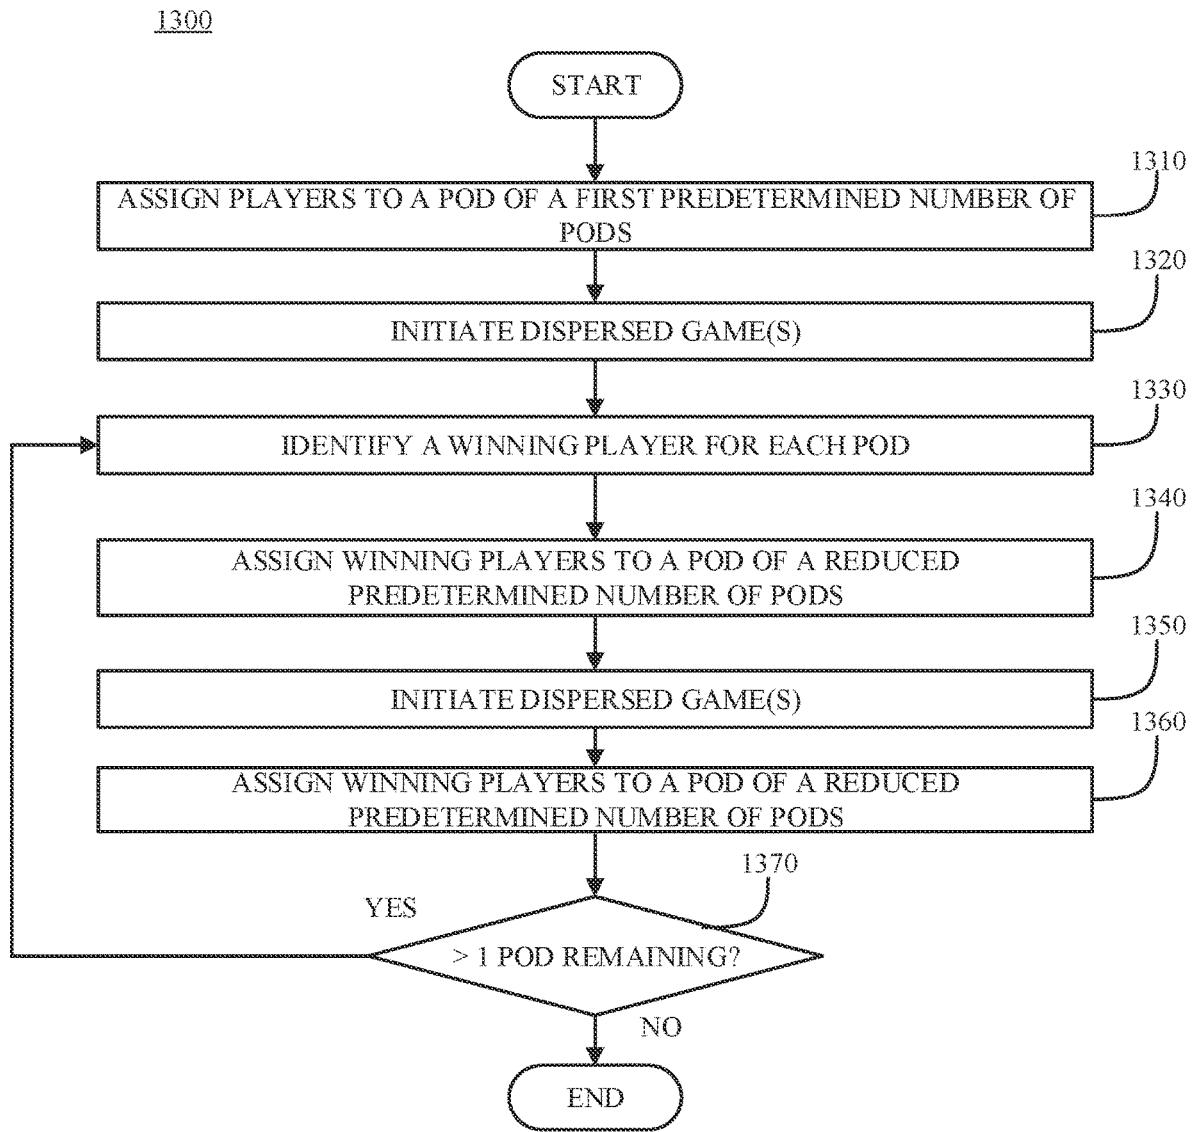 1300
START
1310
ASSIGN PLAYERS TO A POD OF A FIRST PREDETERMINED NUMBER OF
PODS
1320
INITIATE DISPERSED GAME(S)
1330
IDENTIFY A WINNING PLAYER FOR EACH POD
1340
ASSIGN WINNING PLAYERS TO A POD OF A REDUCED
PREDETERMINED NUMBER OF PODS
1350
INITIATE DISPERSED GAME(S)
1360
ASSIGN WINNING PLAYERS TO A POD OF A REDUCED
PREDETERMINED NUMBER OF PODS
1370
YES
> 1 POD REMAINING?
NO
END